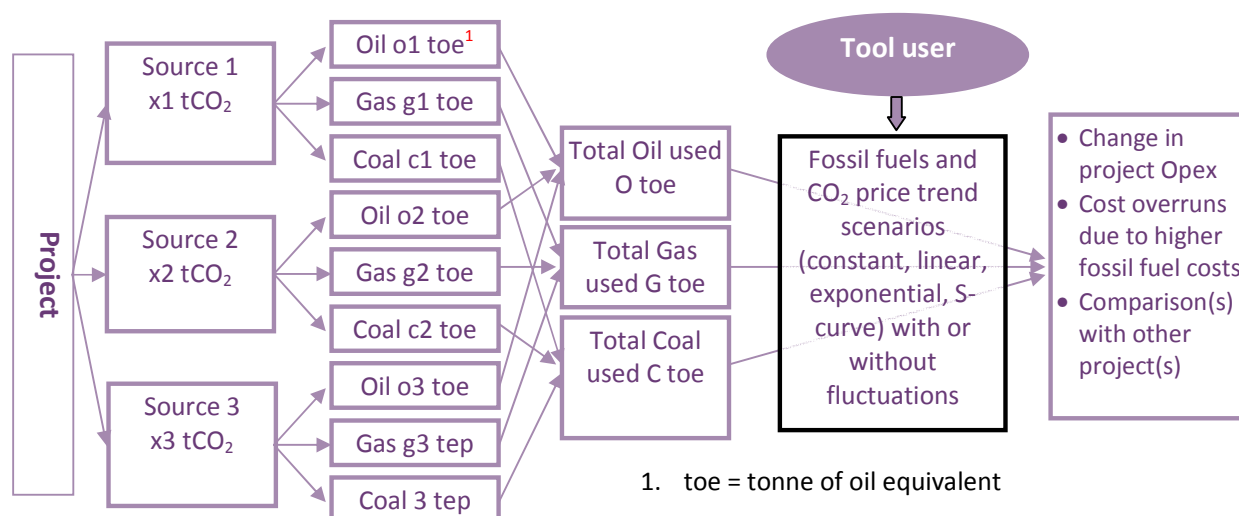 Project
Source 1
x1 tCO₂
Source 2
x2 tCO₂
Source 3
x3 tCO₂
Oil o1 toe¹
Gas g1 toe
Coal c1 toe
Oil o2 toe
Gas g2 toe
Coal c2 toe
Oil o3 toe
Gas g3 tep
Coal 3 tep
Total Oil used
O toe
Total Gas
used G toe
Total Coal
used C toe
Tool user
Fossil fuels and
CO₂ price trend
scenarios
(constant, linear,
exponential, S-
curve) with or
without
fluctuations
• Change in
project Opex
• Cost overruns
due to higher
fossil fuel costs
• Comparison(s)
with other
project(s)
1. toe = tonne of oil equivalent